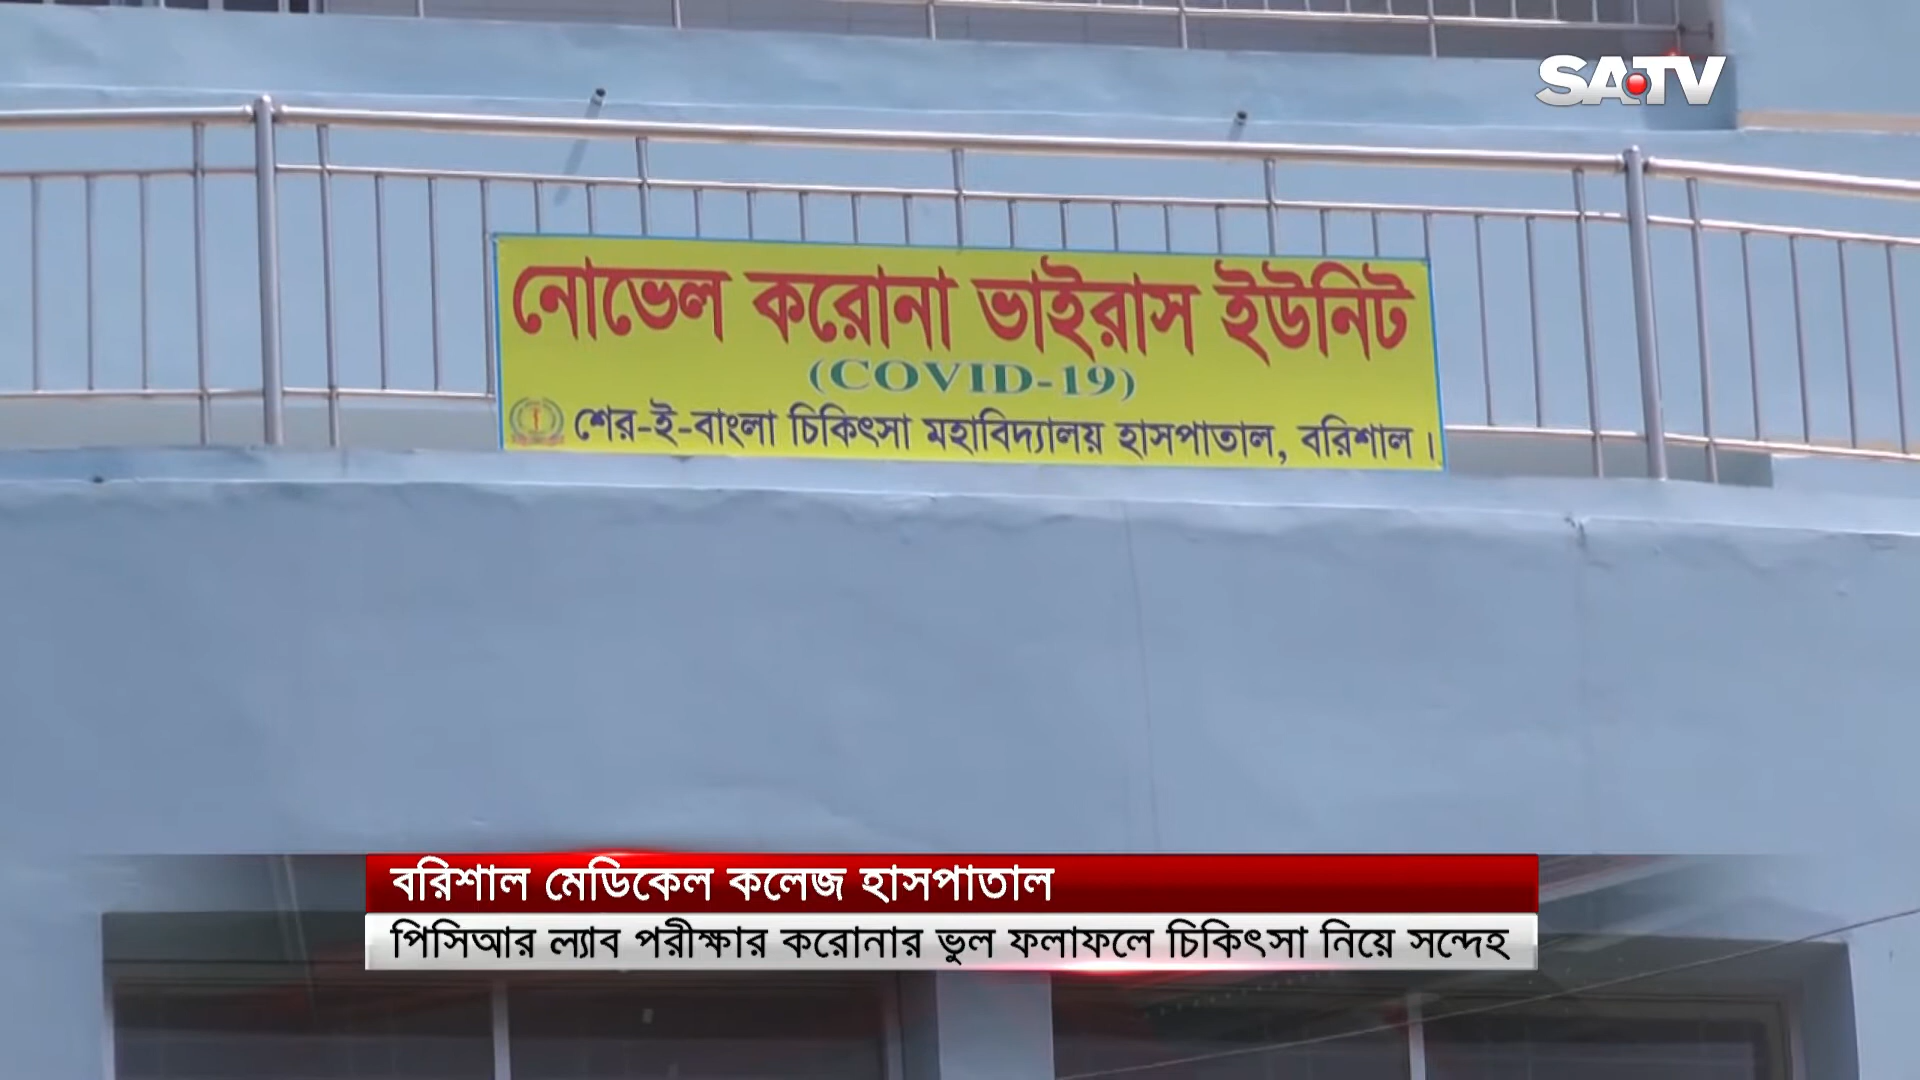 SATV
নোভেল করোনা ভাইরাস ইউনিট
(COVID-19)
শের-ই-বাংলা চিকিৎসা মহাবিদ্যালয় হাসপাতাল, বরিশাল।
বরিশাল মেডিকেল কলেজ হাসপাতাল
পিসিআর ল্যাব পরীক্ষার করোনার ভুল ফলাফলে চিকিৎসা নিয়ে সন্দেহ